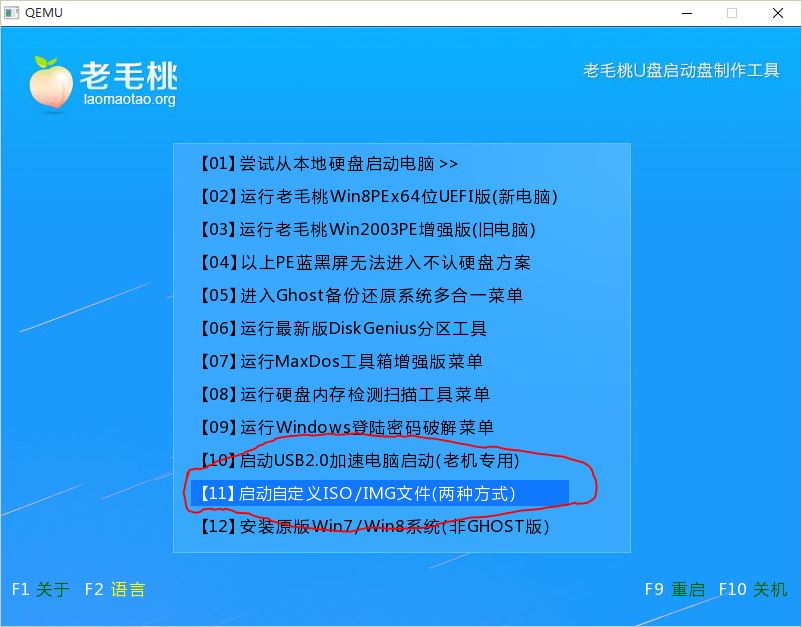 QEMU
老毛桃
laomaotao.org
老毛桃U盘启动盘制作工具
【01】尝试从本地硬盘启动电脑 >>
【02】运行老毛桃Win8PEx64位UEFI版(新电脑)
【03】运行老毛桃Win2003PE增强版(旧电脑)
【04】以上PE蓝黑屏无法进入不认硬盘方案
【05】进入Ghost备份还原系统多合一菜单
【06】运行最新版DiskGenius分区工具
【07】运行MaxDos工具箱增强版菜单
【08】运行硬盘内存检测扫描工具菜单
【09】运行Windows登陆密码破解菜单
【10】启动USB2.0加速电脑启动(老机专用)
【11】启动自定义ISO/IMG文件(两种方式)
【12】安装原版Win7/Win8系统(非GHOST版)
F1 关于 F2 语言 F9 重启 F10 关机